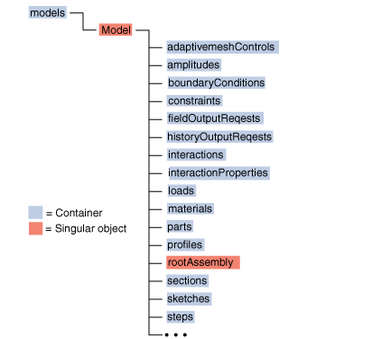 models
Model
adaptivemeshControls
amplitudes
boundaryConditions
constraints
fieldOutputReqests
historyOutputReqests
interactions
interactionProperties
loads
materials
parts
profiles
rootAssembly
sections
sketches
steps
• • •
= Container
= Singular object